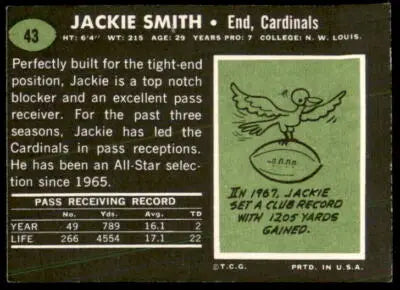 43
JACKIE SMITH • End, Cardinals
HT: 6'4" WT: 215 AGE: 29 YEARS PRO: 7 COLLEGE: N. W. LOUIS.
Perfectly built for the tight-end
position, Jackie is a top notch
blocker and an excellent pass
receiver. For the past three
seasons, Jackie has led the
Cardinals in pass receptions.
He has been an All-Star selec-
tion since 1965.
PASS RECEIVING RECORD
No. Yds. Avg. TD
YEAR 49 789 16.1 2
LIFE 266 4554 17.1 22
IN 1967, JACKIE
SET A CLUB RECORD
WITH 1205 YARDS
GAINED.
©T.C.G. PRTD. IN U.S.A.